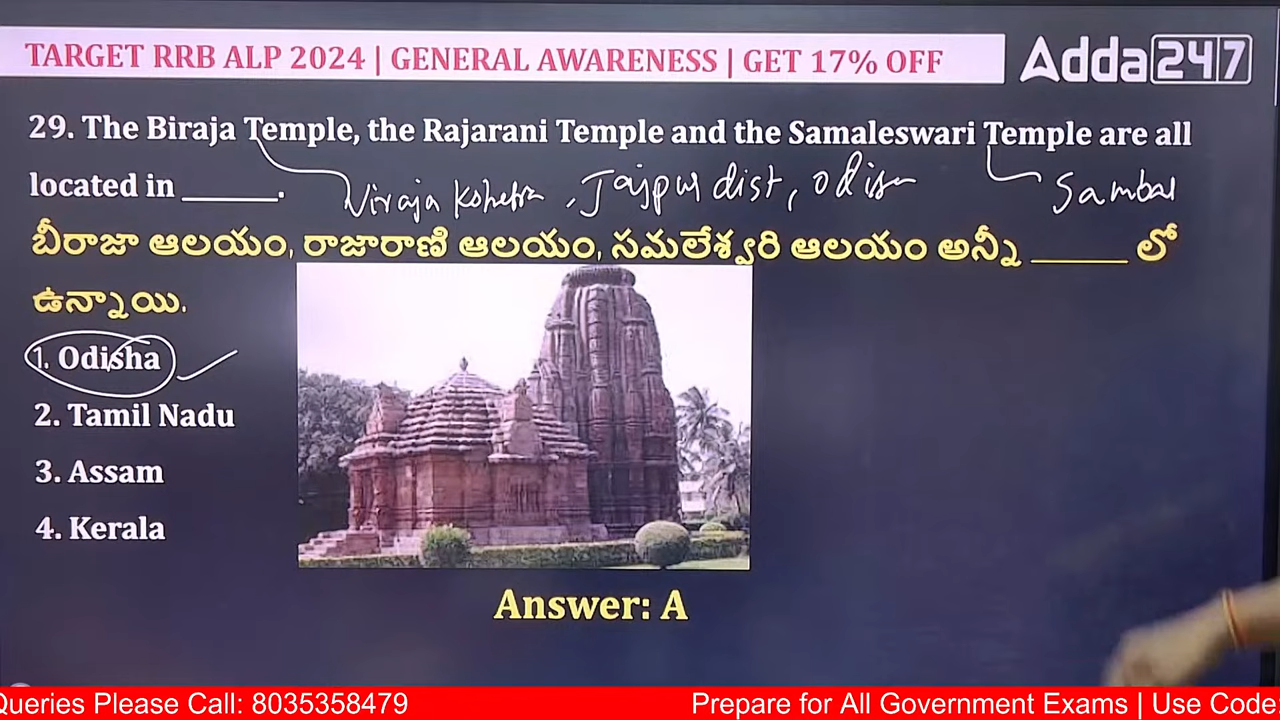 TARGET RRB ALP 2024 | GENERAL AWARENESS | GET 17% OFF
Adda247
29. The Biraja Temple, the Rajarani Temple and the Samaleswari Temple are all
located in ______.
Viraja Kshetra, Jajpur dist, Odisa
Sambal
బీరాజా ఆలయం, రాజారాణి ఆలయం, సమలేశ్వరి ఆలయం అన్నీ ______ లో
ఉన్నాయి.
1. Odisha
2. Tamil Nadu
3. Assam
4. Kerala
Answer: A
Queries Please Call: 8035358479
Prepare for All Government Exams | Use Code: